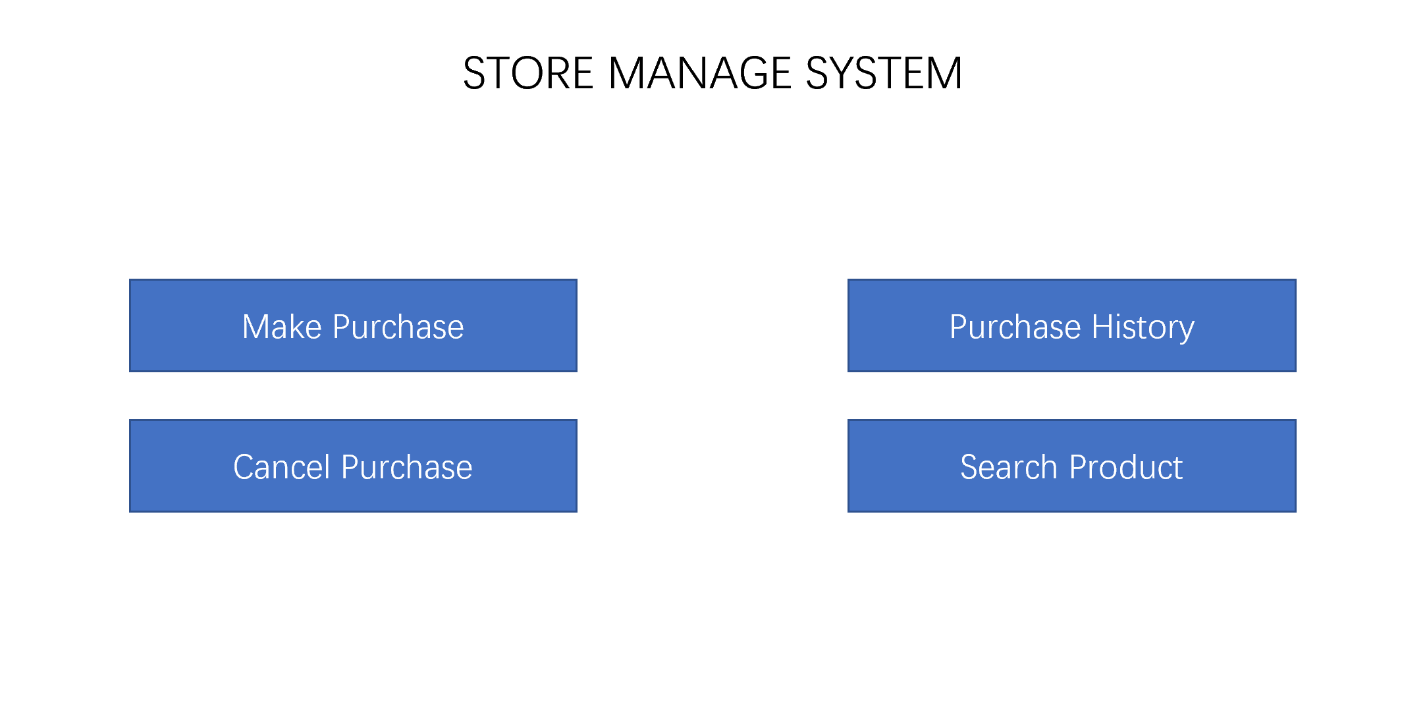 STORE MANAGE SYSTEM
Make Purchase
Purchase History
Cancel Purchase
Search Product